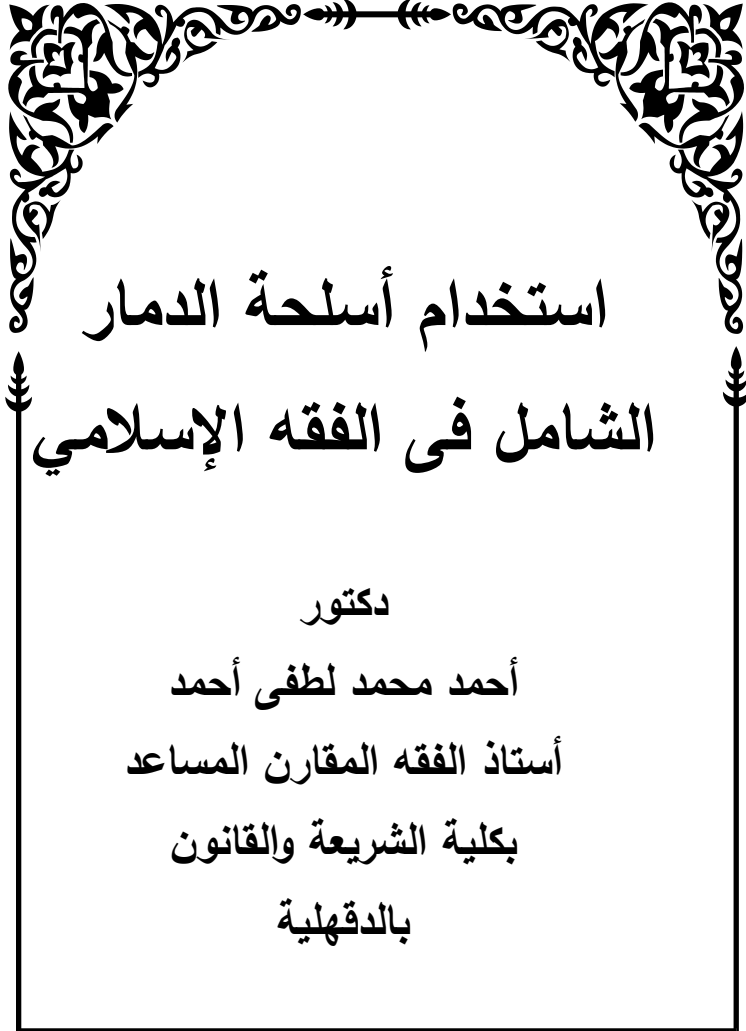 استخدام أسلحة الدمار
الشامل فى الفقه الإسلامي
دكتور
أحمد محمد لطفى أحمد
أستاذ الفقه المقارن المساعد
بكلية الشريعة والقانون
بالدقهلية